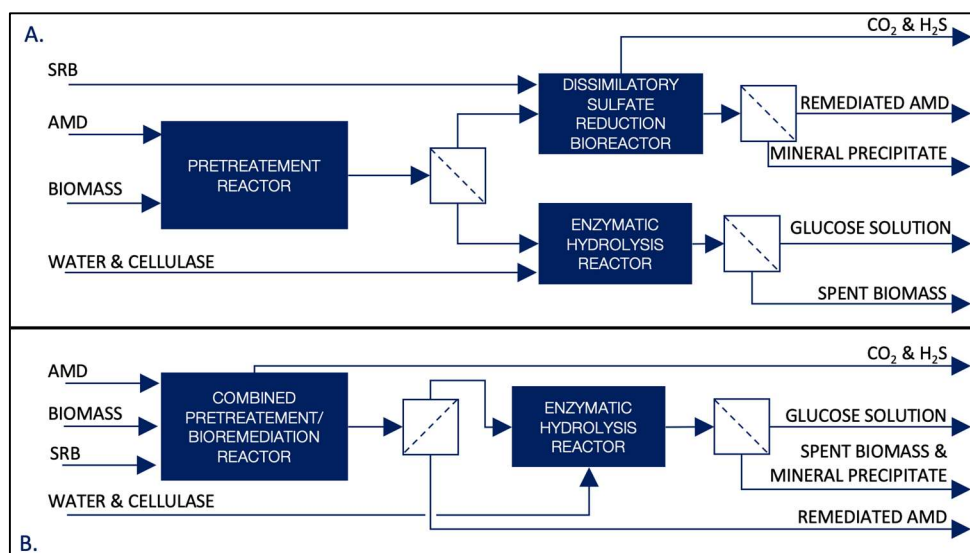 A.
CO₂ & H₂S
SRB
DISSIMILATORY
SULFATE
REDUCTION
BIOREACTOR
REMEDIATED AMD
AMD
PRETREATEMENT
REACTOR
MINERAL PRECIPITATE
BIOMASS
ENZYMATIC
HYDROLYSIS
REACTOR
GLUCOSE SOLUTION
WATER & CELLULASE
SPENT BIOMASS
CO₂ & H₂S
AMD
COMBINED
PRETREATEMENT/
BIOREMEDIATION
REACTOR
BIOMASS
ENZYMATIC
HYDROLYSIS
REACTOR
GLUCOSE SOLUTION
SRB
SPENT BIOMASS &
MINERAL PRECIPITATE
WATER & CELLULASE
REMEDIATED AMD
B.